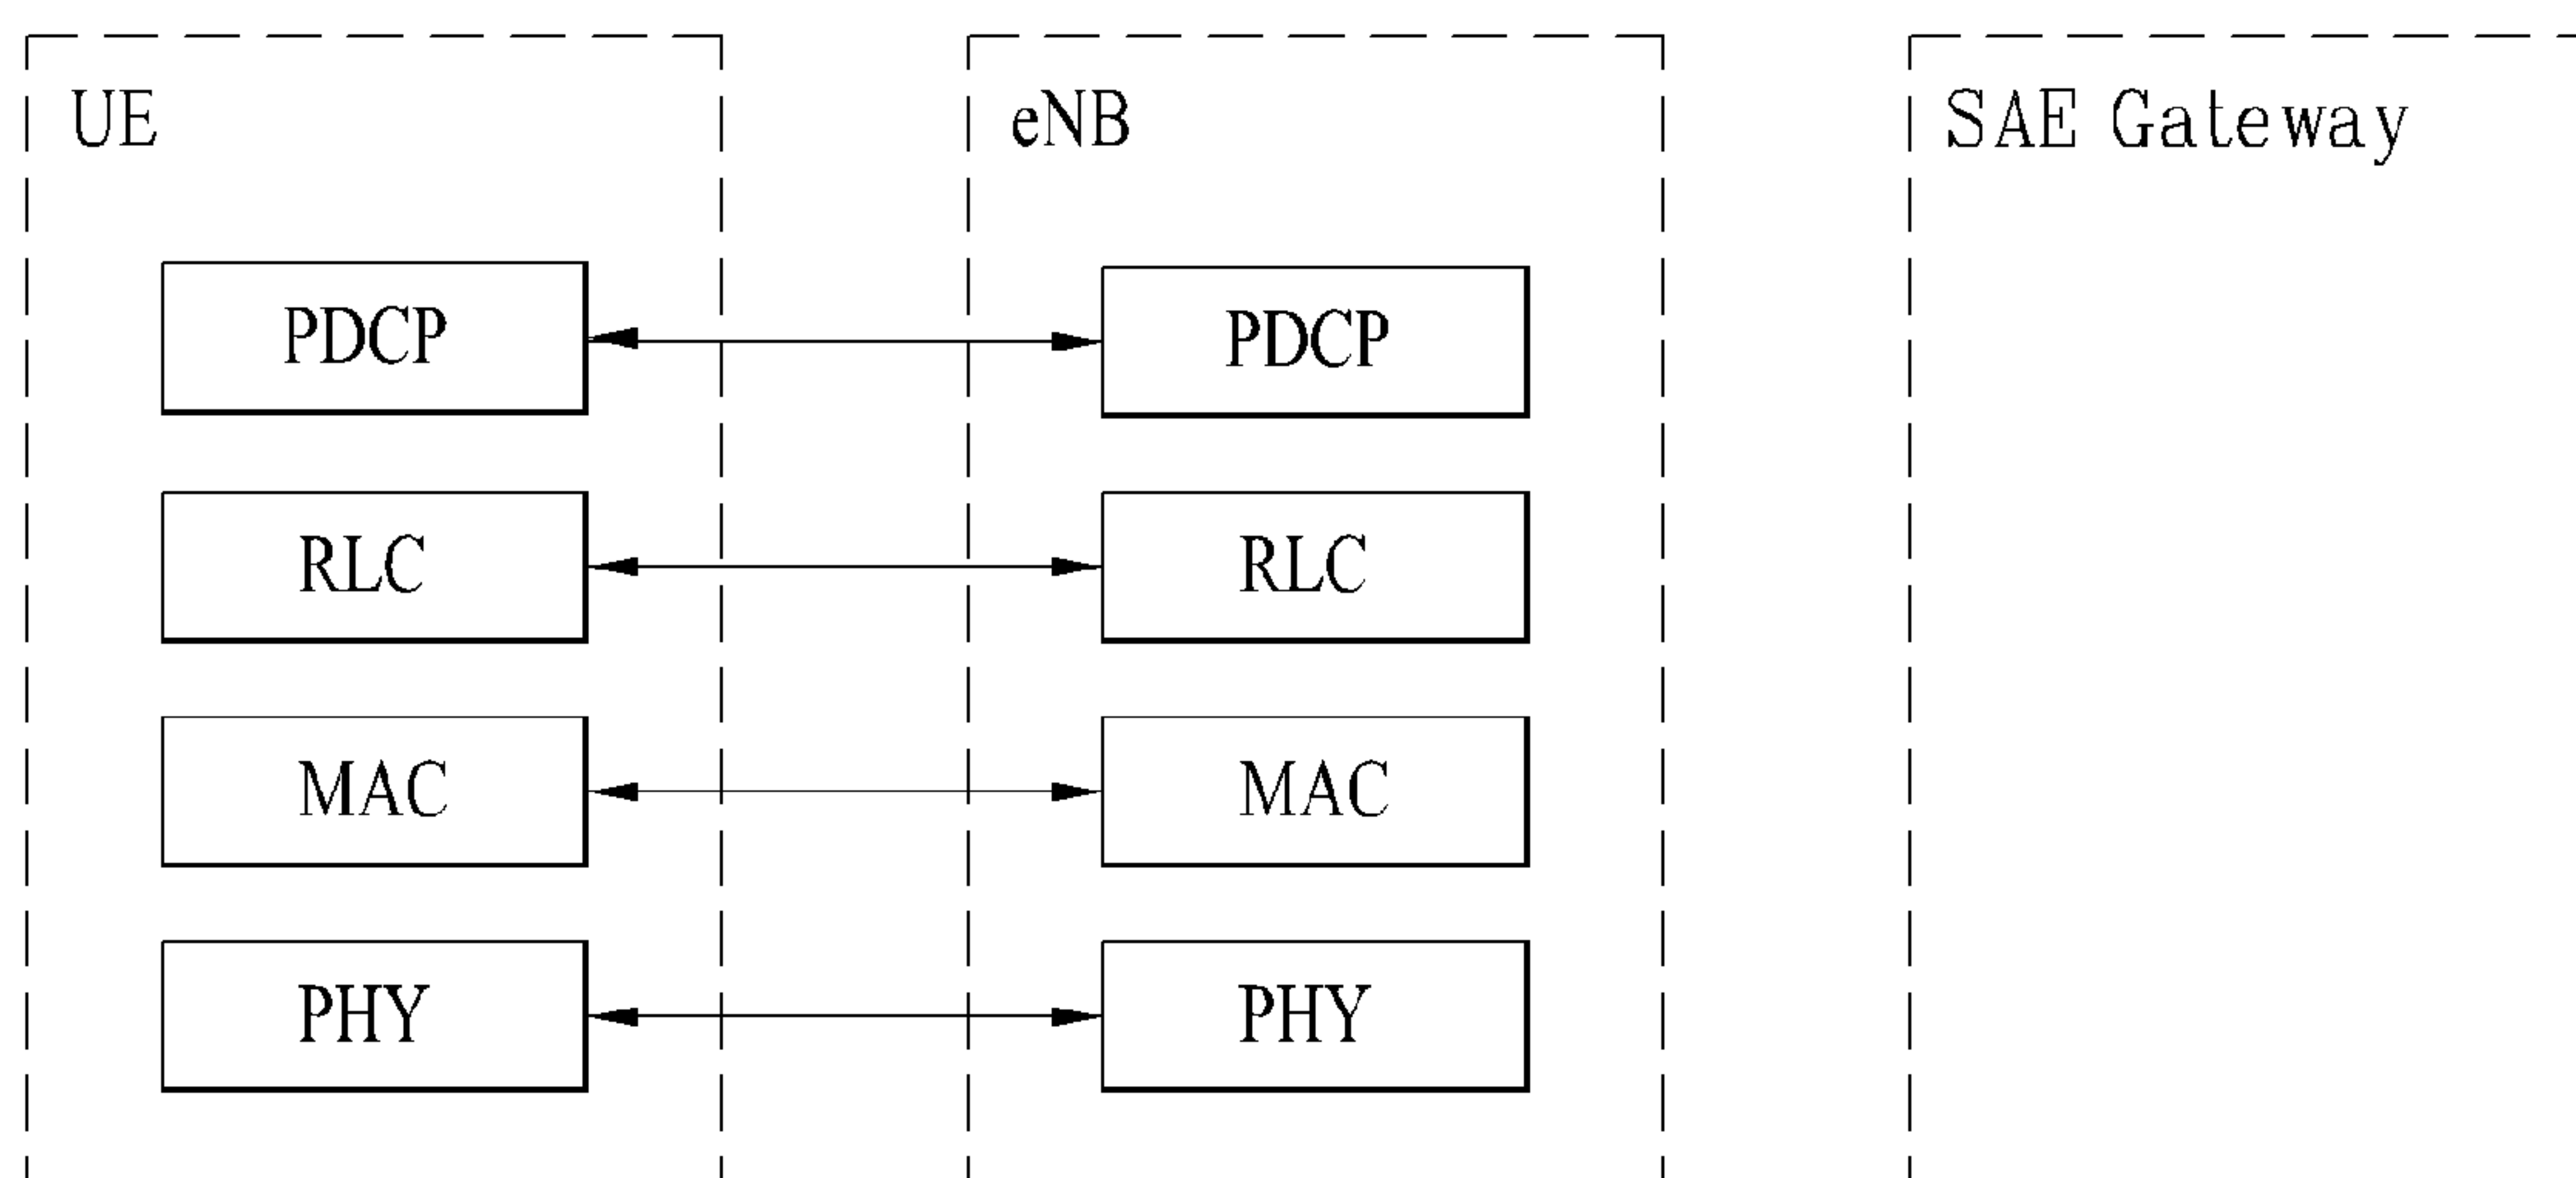 UE
eNB
SAE Gateway
PDCP
PDCP
RLC
RLC
MAC
MAC
PHY
PHY